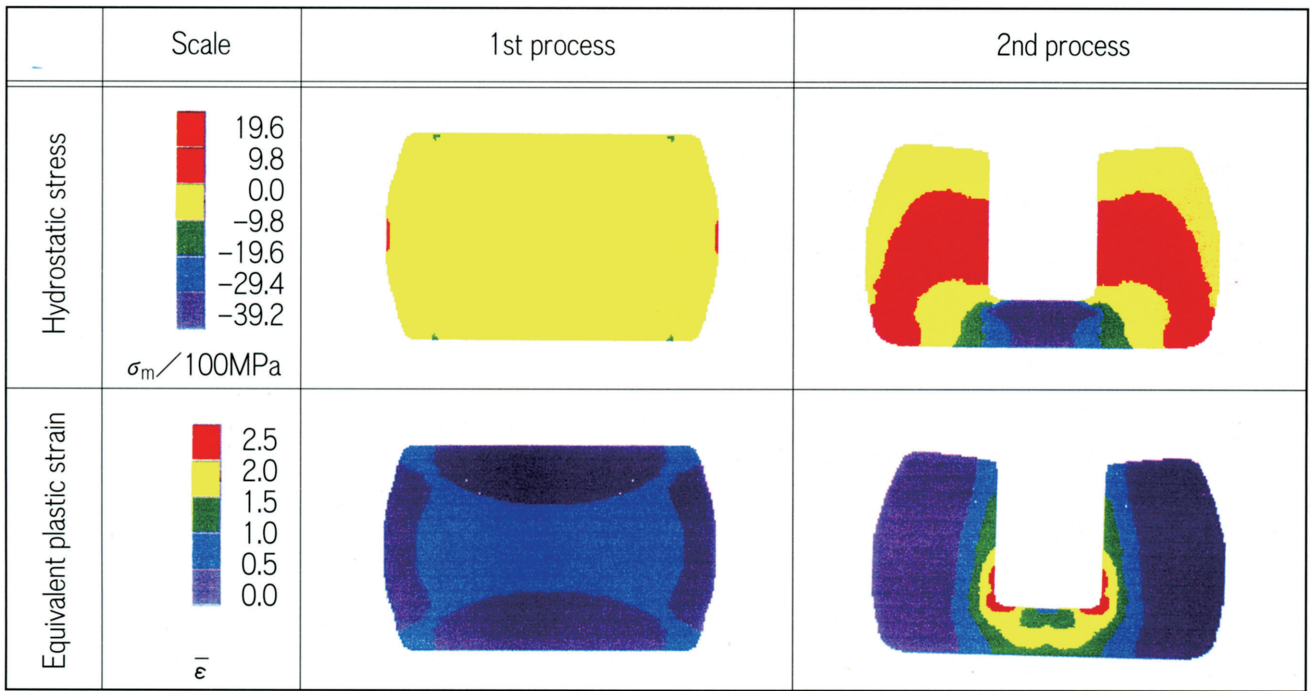 Scale
1st process
2nd process
Hydrostatic stress
19.6
9.8
0.0
−9.8
−19.6
−29.4
−39.2
σm／100MPa
Equivalent plastic strain
2.5
2.0
1.5
1.0
0.5
0.0
ε̅